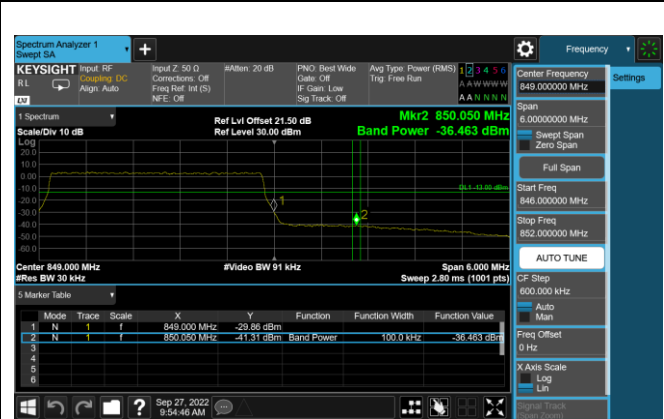 Spectrum Analyzer 1
Swept SA
Frequency
KEYSIGHT
Input: RF
RL
Coupling: DC
Align: Auto
LXI
Input Z: 50 Ω
Corrections: Off
Freq Ref: Int (S)
NFE: Off
#Atten: 20 dB
PNO: Best Wide
Gate: Off
IF Gain: Low
Sig Track: Off
Avg Type: Power (RMS)
Trig: Free Run
1 2 3 4 5 6
A A W W W W
A A N N N N
1 Spectrum
Scale/Div 10 dB
Log
Ref Lvl Offset 21.50 dB
Ref Level 30.00 dBm
Mkr2 850.050 MHz
Band Power -36.463 dBm
20.0
10.0
0.00
-10.0
-20.0
-30.0
-40.0
-50.0
-60.0
DL1 -13.00 dBm
1
2
Center 849.000 MHz
#Res BW 30 kHz
#Video BW 91 kHz
Span 6.000 MHz
Sweep 2.80 ms (1001 pts)
5 Marker Table
Mode Trace Scale X Y Function Function Width Function Value
1 N 1 f 849.000 MHz -29.86 dBm
2 N 1 f 850.050 MHz -41.31 dBm Band Power 100.0 kHz -36.463 dBm
3
4
5
6
Sep 27, 2022
9:54:46 AM
Center Frequency
849.000000 MHz
Settings
Span
6.00000000 MHz
Swept Span
Zero Span
Full Span
Start Freq
846.000000 MHz
Stop Freq
852.000000 MHz
AUTO TUNE
CF Step
600.000 kHz
Auto
Man
Freq Offset
0 Hz
X Axis Scale
Log
Lin
Signal Track
(Span Zoom)